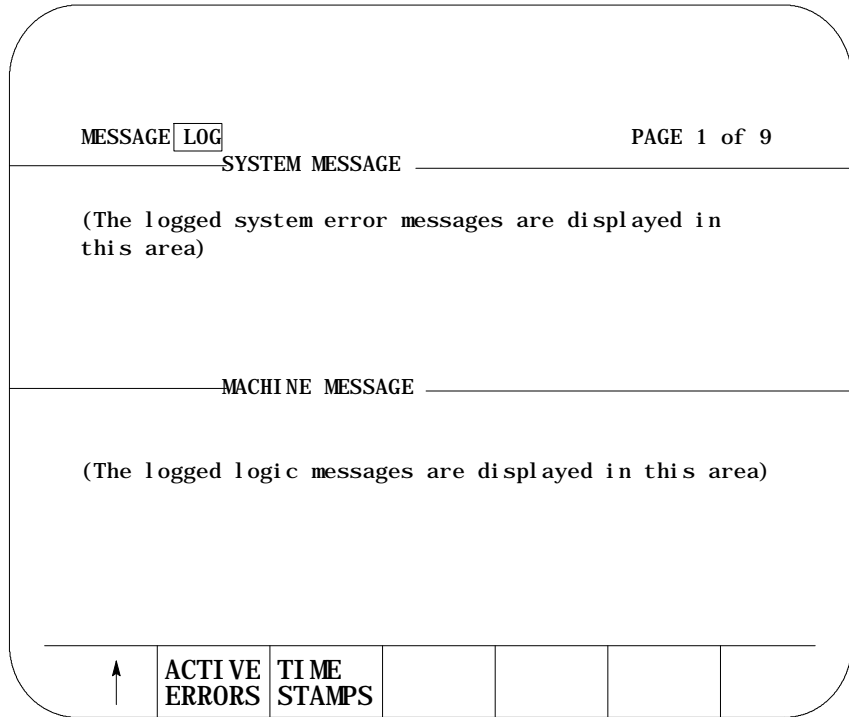 MESSAGE LOG PAGE 1 of 9
SYSTEM MESSAGE
(The logged system error messages are displayed in
this area)
MACHINE MESSAGE
(The logged logic messages are displayed in this area)
ACTIVE TIME
ERRORS STAMPS